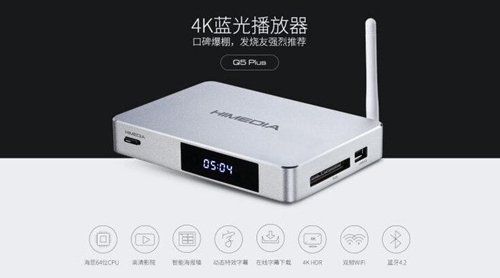 4K蓝光播放器
口碑爆棚，发烧友强烈推荐
Q5 Plus
HIMEDIA
HIMEDIA
05:04
海思64位CPU
高清影院
智能海报墙
动态特效字幕
在线字幕下载
4K HDR
双频WiFi
蓝牙4.2